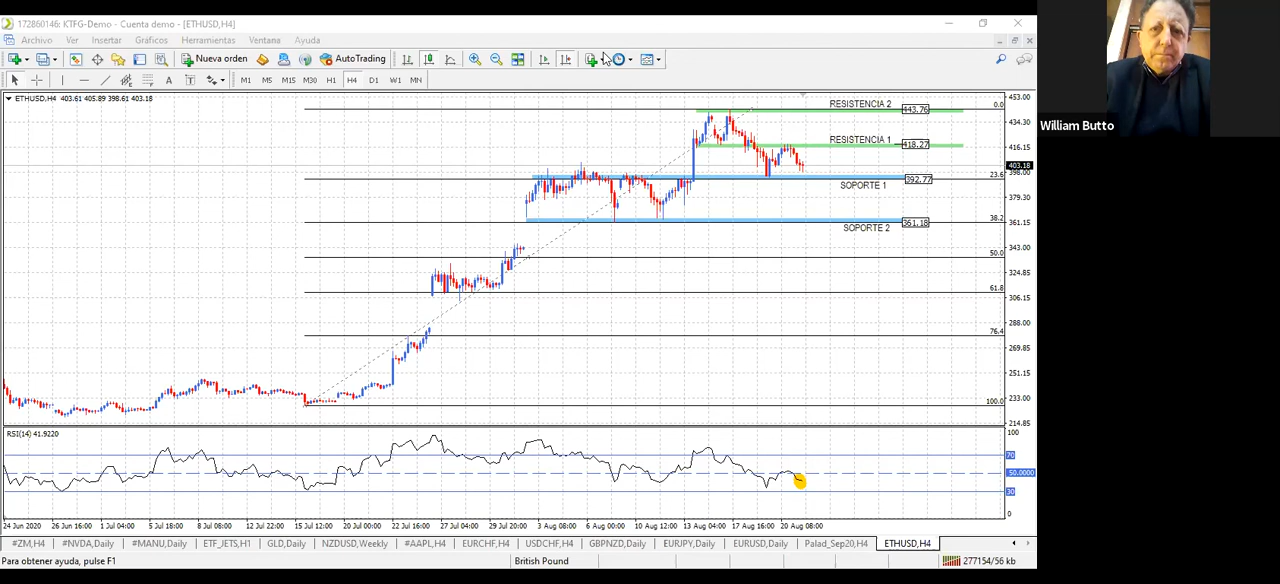 172860146: KTFG-Demo - Cuenta demo - [ETHUSD,H4]
Archivo Ver Insertar Gráficos Herramientas Ventana Ayuda
Nueva orden AutoTrading
A T M1 M5 M15 M30 H1 H4 D1 W1 MN
William Butto
ETHUSD,H4 403.61 405.89 398.61 403.18
0.0
453.00
RESISTENCIA 2
443.76
434.30
RESISTENCIA 1
418.27
416.15
403.18
398.00
23.6
392.77
SOPORTE 1
379.30
38.2
361.18
361.15
SOPORTE 2
343.00
50.0
324.85
61.8
306.15
288.00
76.4
269.85
251.15
100.0
233.00
214.85
RSI(14) 41.9220
100
70
50.0000
30
0
24 Jun 2020 26 Jun 16:00 1 Jul 04:00 5 Jul 18:00 8 Jul 08:00 12 Jul 22:00 15 Jul 12:00 20 Jul 00:00 22 Jul 16:00 27 Jul 04:00 29 Jul 20:00 3 Aug 08:00 6 Aug 00:00 10 Aug 12:00 13 Aug 04:00 17 Aug 16:00 20 Aug 08:00
#ZM,H4 #NVDA,Daily #MANU,Daily ETF_JETS,H1 GLD,Daily NZDUSD,Weekly #AAPL,H4 EURCHF,H4 USDCHF,H4 GBPNZD,Daily EURJPY,Daily EURUSD,Daily Palad_Sep20,H4 ETHUSD,H4
Para obtener ayuda, pulse F1 British Pound 277154/56 kb